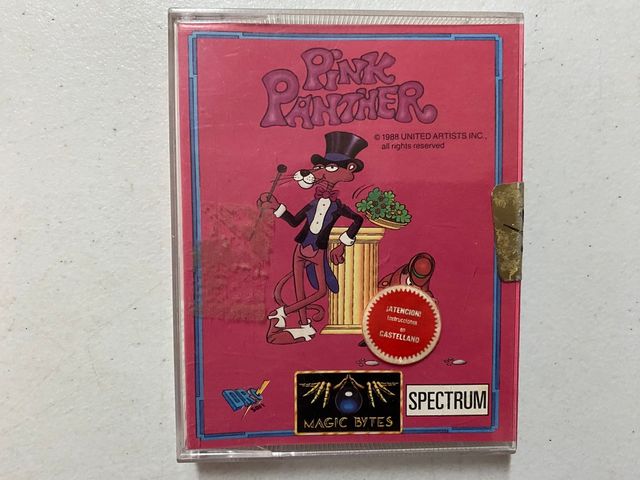 PINK
PANTHER
© 1988 UNITED ARTISTS INC.,
all rights reserved
¡ATENCION!
Instrucciones
en
CASTELLANO
DRO
SOFT
MAGIC BYTES
SPECTRUM